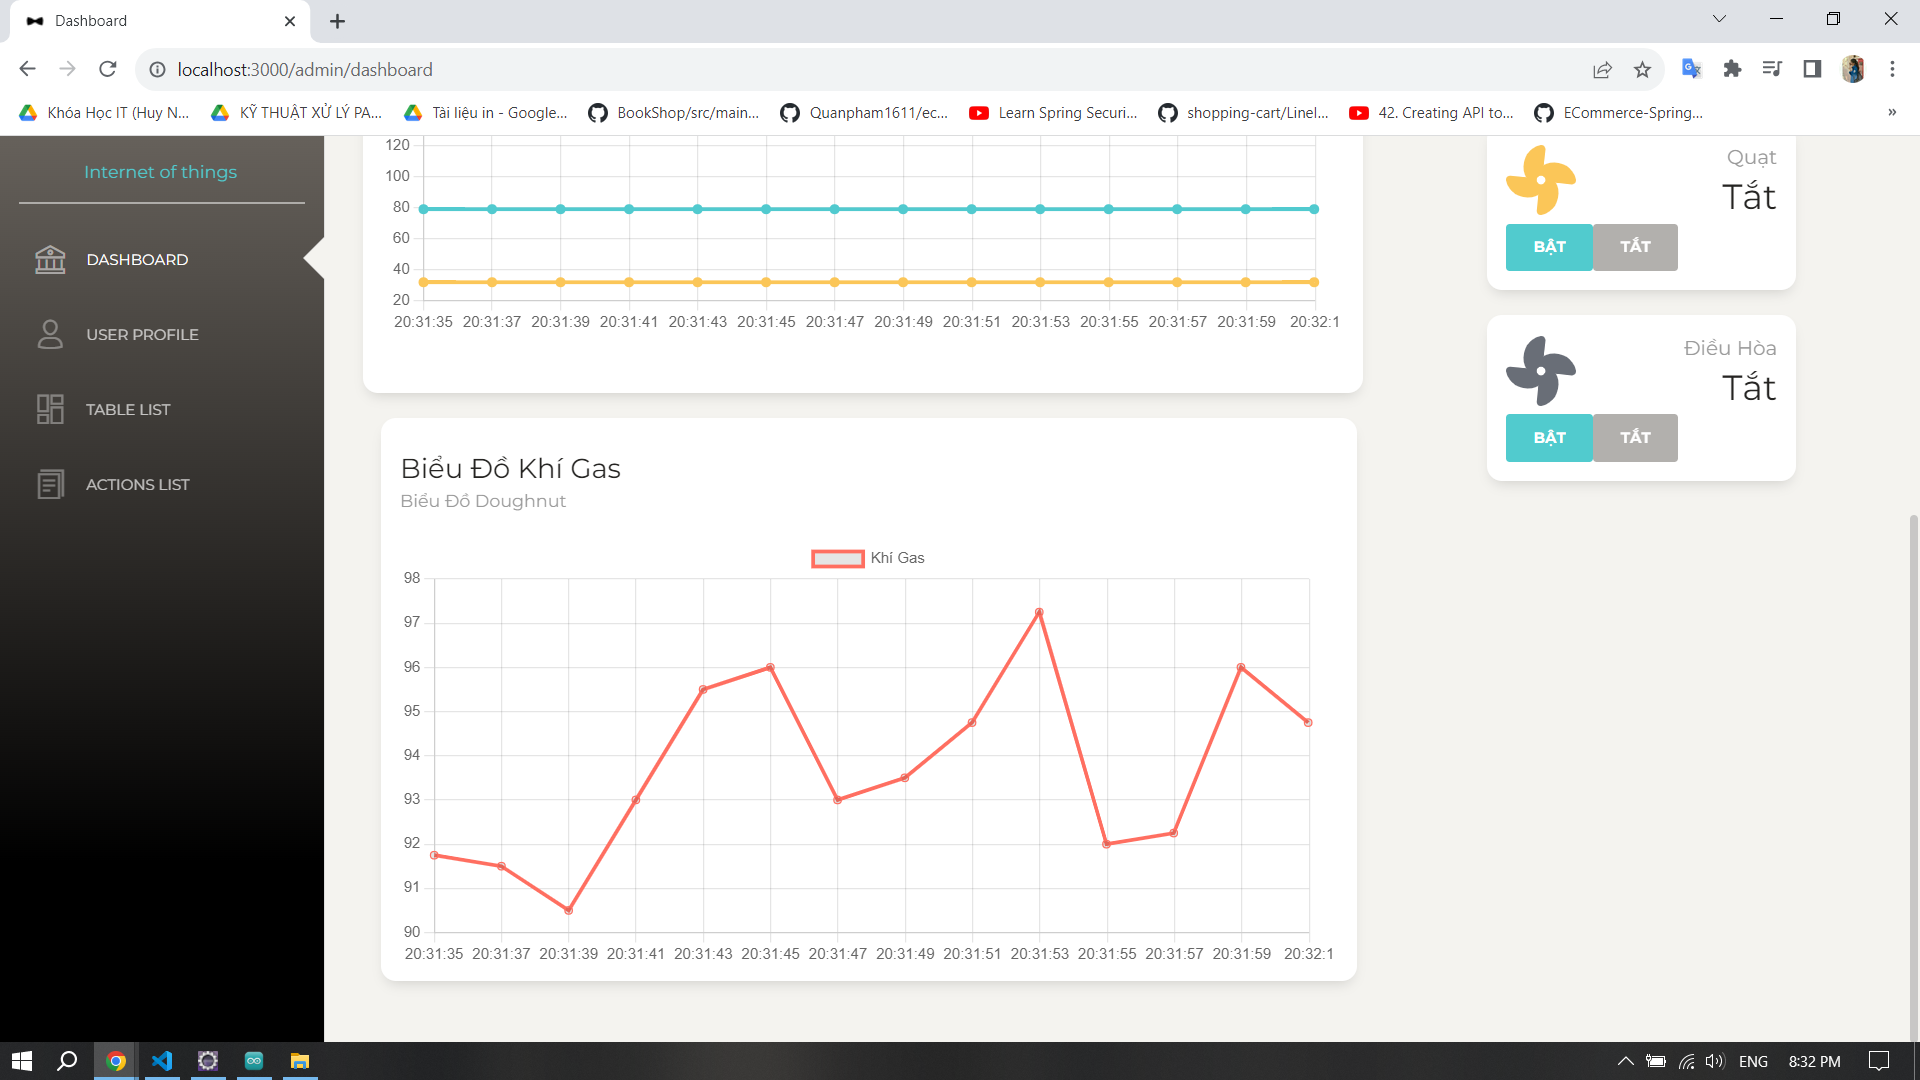 Dashboard
localhost:3000/admin/dashboard
Khóa Học IT (Huy N...
KỸ THUẬT XỬ LÝ PA...
Tài liệu in - Google...
BookShop/src/main...
Quanpham1611/ec...
Learn Spring Securi...
shopping-cart/Linel...
42. Creating API to...
ECommerce-Spring...
»
Internet of things
DASHBOARD
USER PROFILE
TABLE LIST
ACTIONS LIST
120
100
80
60
40
20
20:31:35 20:31:37 20:31:39 20:31:41 20:31:43 20:31:45 20:31:47 20:31:49 20:31:51 20:31:53 20:31:55 20:31:57 20:31:59 20:32:1
Quạt
Tắt
BẬT TẮT
Điều Hòa
Tắt
BẬT TẮT
Biểu Đồ Khí Gas
Biểu Đồ Doughnut
Khí Gas
98
97
96
95
94
93
92
91
90
20:31:35 20:31:37 20:31:39 20:31:41 20:31:43 20:31:45 20:31:47 20:31:49 20:31:51 20:31:53 20:31:55 20:31:57 20:31:59 20:32:1
ENG
8:32 PM